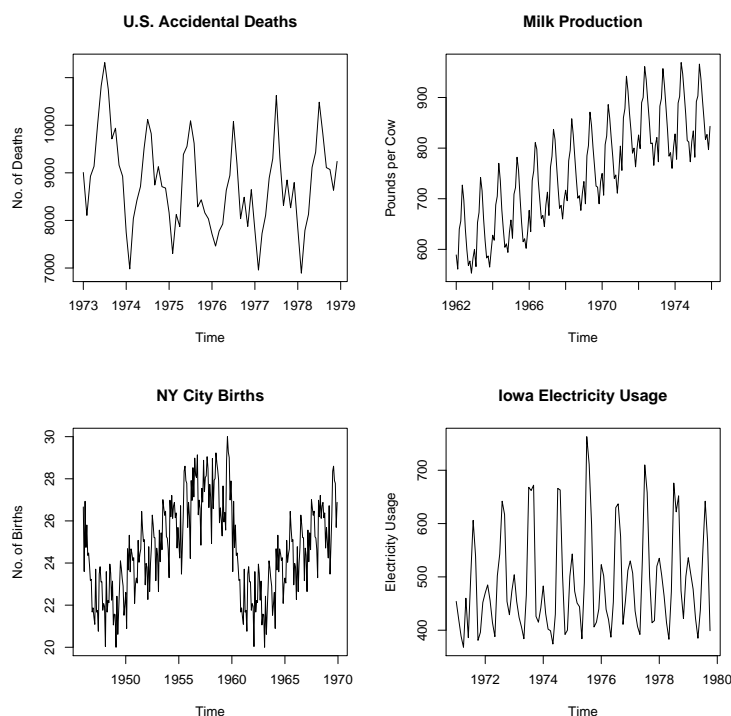 U.S. Accidental Deaths
No. of Deaths
7000 8000 9000 10000
1973 1974 1975 1976 1977 1978 1979
Time
Milk Production
Pounds per Cow
600 700 800 900
1962 1966 1970 1974
Time
NY City Births
No. of Births
20 22 24 26 28 30
1950 1955 1960 1965 1970
Time
Iowa Electricity Usage
Electricity Usage
400 500 600 700
1972 1974 1976 1978 1980
Time